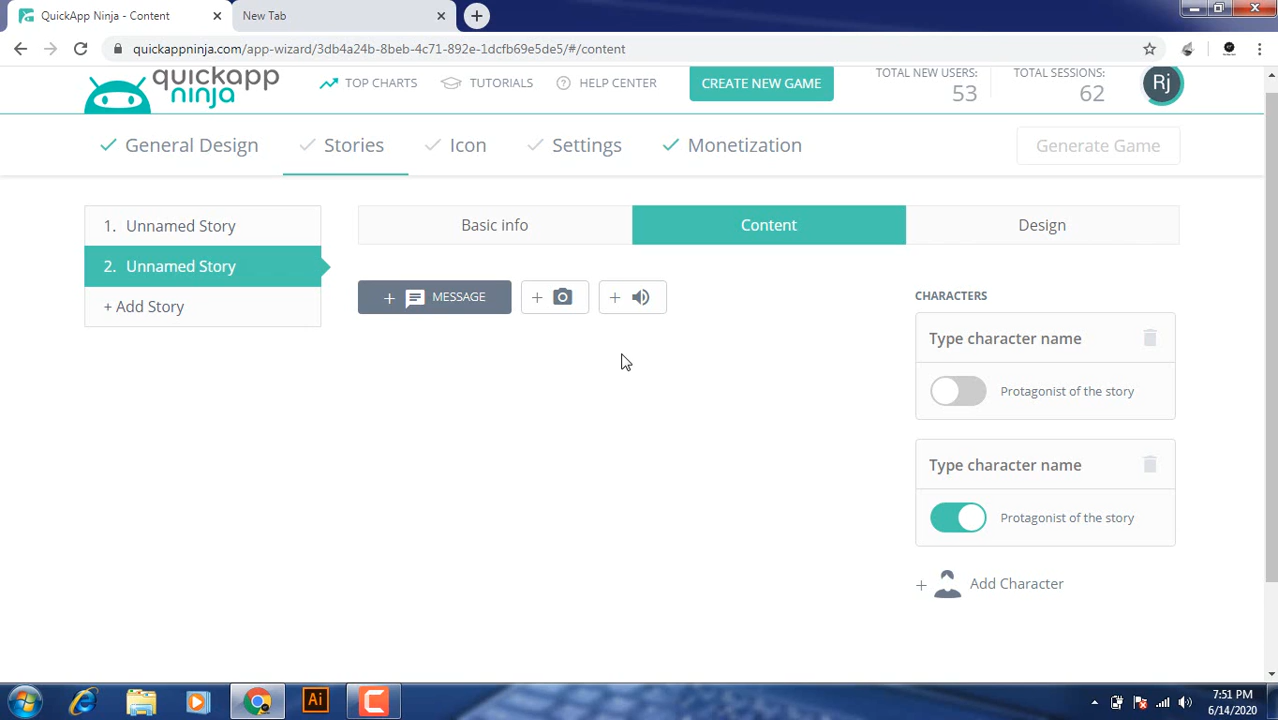 QuickApp Ninja - Content
New Tab
quickappninja.com/app-wizard/3db4a24b-8beb-4c71-892e-1dcfb69e5de5/#/content
quickapp
ninja
TOP CHARTS
TUTORIALS
HELP CENTER
CREATE NEW GAME
TOTAL NEW USERS:
53
TOTAL SESSIONS:
62
Rj
General Design
Stories
Icon
Settings
Monetization
Generate Game
1. Unnamed Story
2. Unnamed Story
+ Add Story
Basic info
Content
Design
+ MESSAGE
+
+
CHARACTERS
Type character name
Protagonist of the story
Type character name
Protagonist of the story
+ Add Character
Ai
7:51 PM
6/14/2020